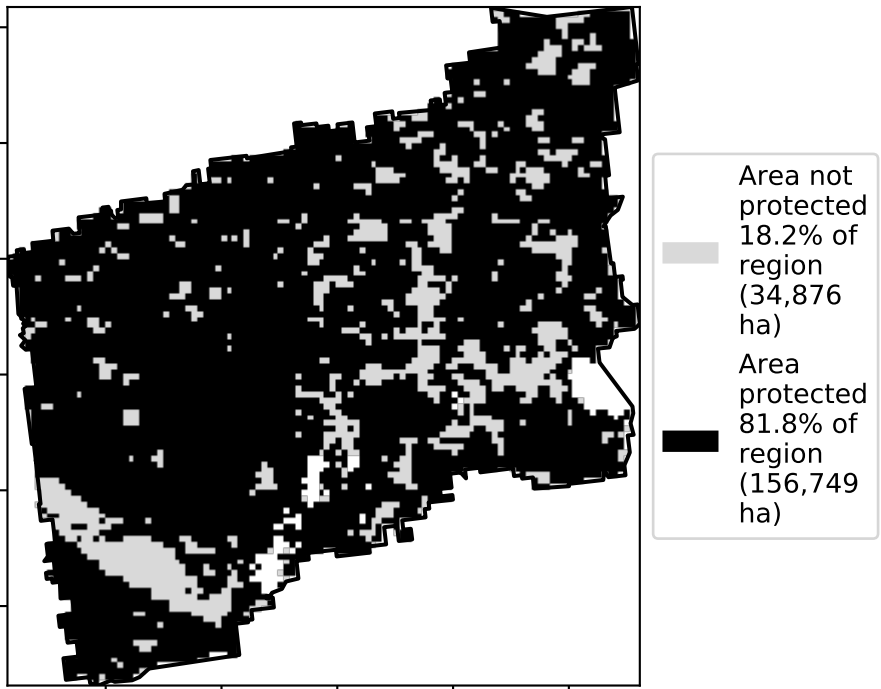 Area not
protected
18.2% of
region
(34,876
ha)
Area
protected
81.8% of
region
(156,749
ha)